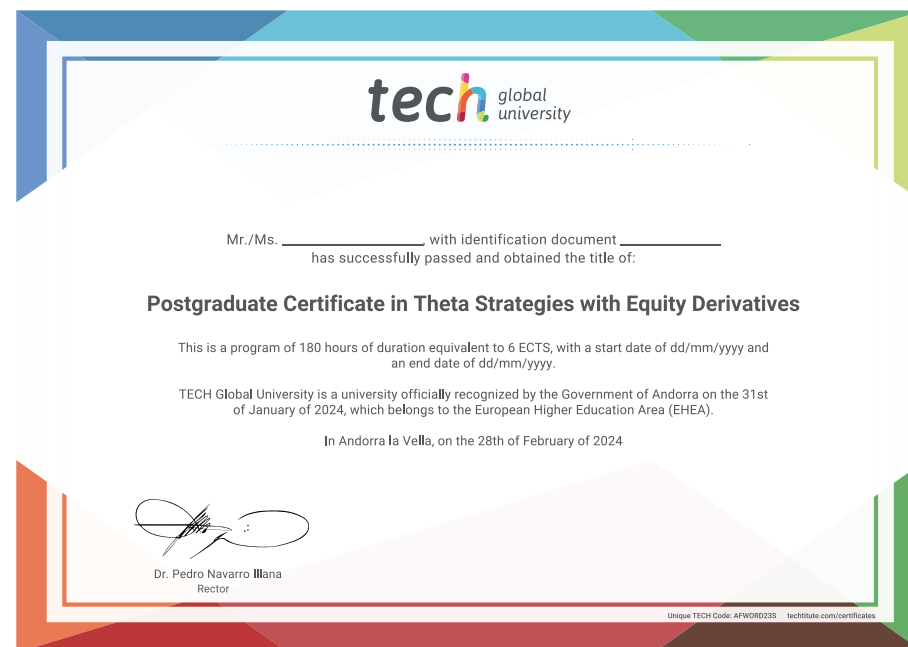 tech global
university
Mr./Ms. ____________________, with identification document ______________
has successfully passed and obtained the title of:
Postgraduate Certificate in Theta Strategies with Equity Derivatives
This is a program of 180 hours of duration equivalent to 6 ECTS, with a start date of dd/mm/yyyy and
an end date of dd/mm/yyyy.
TECH Global University is a university officially recognized by the Government of Andorra on the 31st
of January of 2024, which belongs to the European Higher Education Area (EHEA).
In Andorra la Vella, on the 28th of February of 2024
Dr. Pedro Navarro Illana
Rector
Unique TECH Code: AFWORD23S techtitute.com/certificates